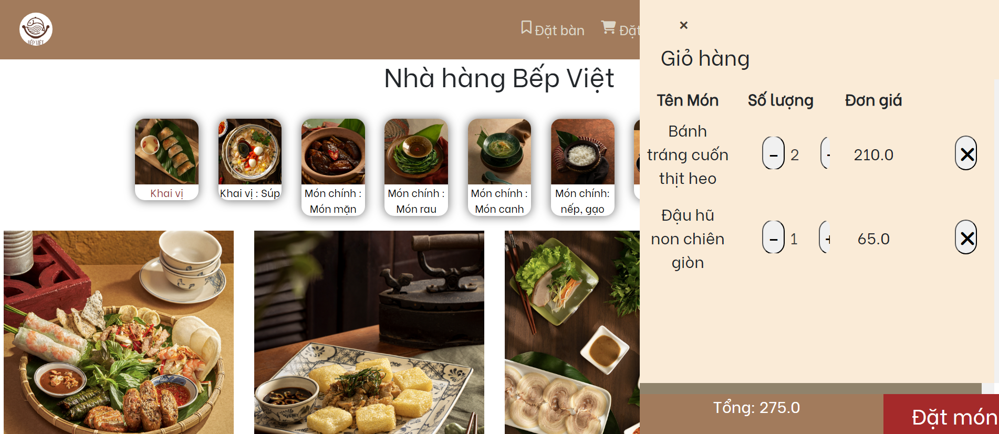 BẾP VIỆT
Đặt bàn
Đặt
Nhà hàng Bếp Việt
Khai vị
Khai vị : Súp
Món chính :
Món mặn
Món chính :
Món rau
Món chính :
Món canh
Món chính:
nếp, gạo
×
Giỏ hàng
Tên Món Số lượng Đơn giá
Bánh
tráng cuốn
thịt heo
- 2 + 210.0 ×
Đậu hũ
non chiên
giòn
- 1 + 65.0 ×
Tổng: 275.0
Đặt món